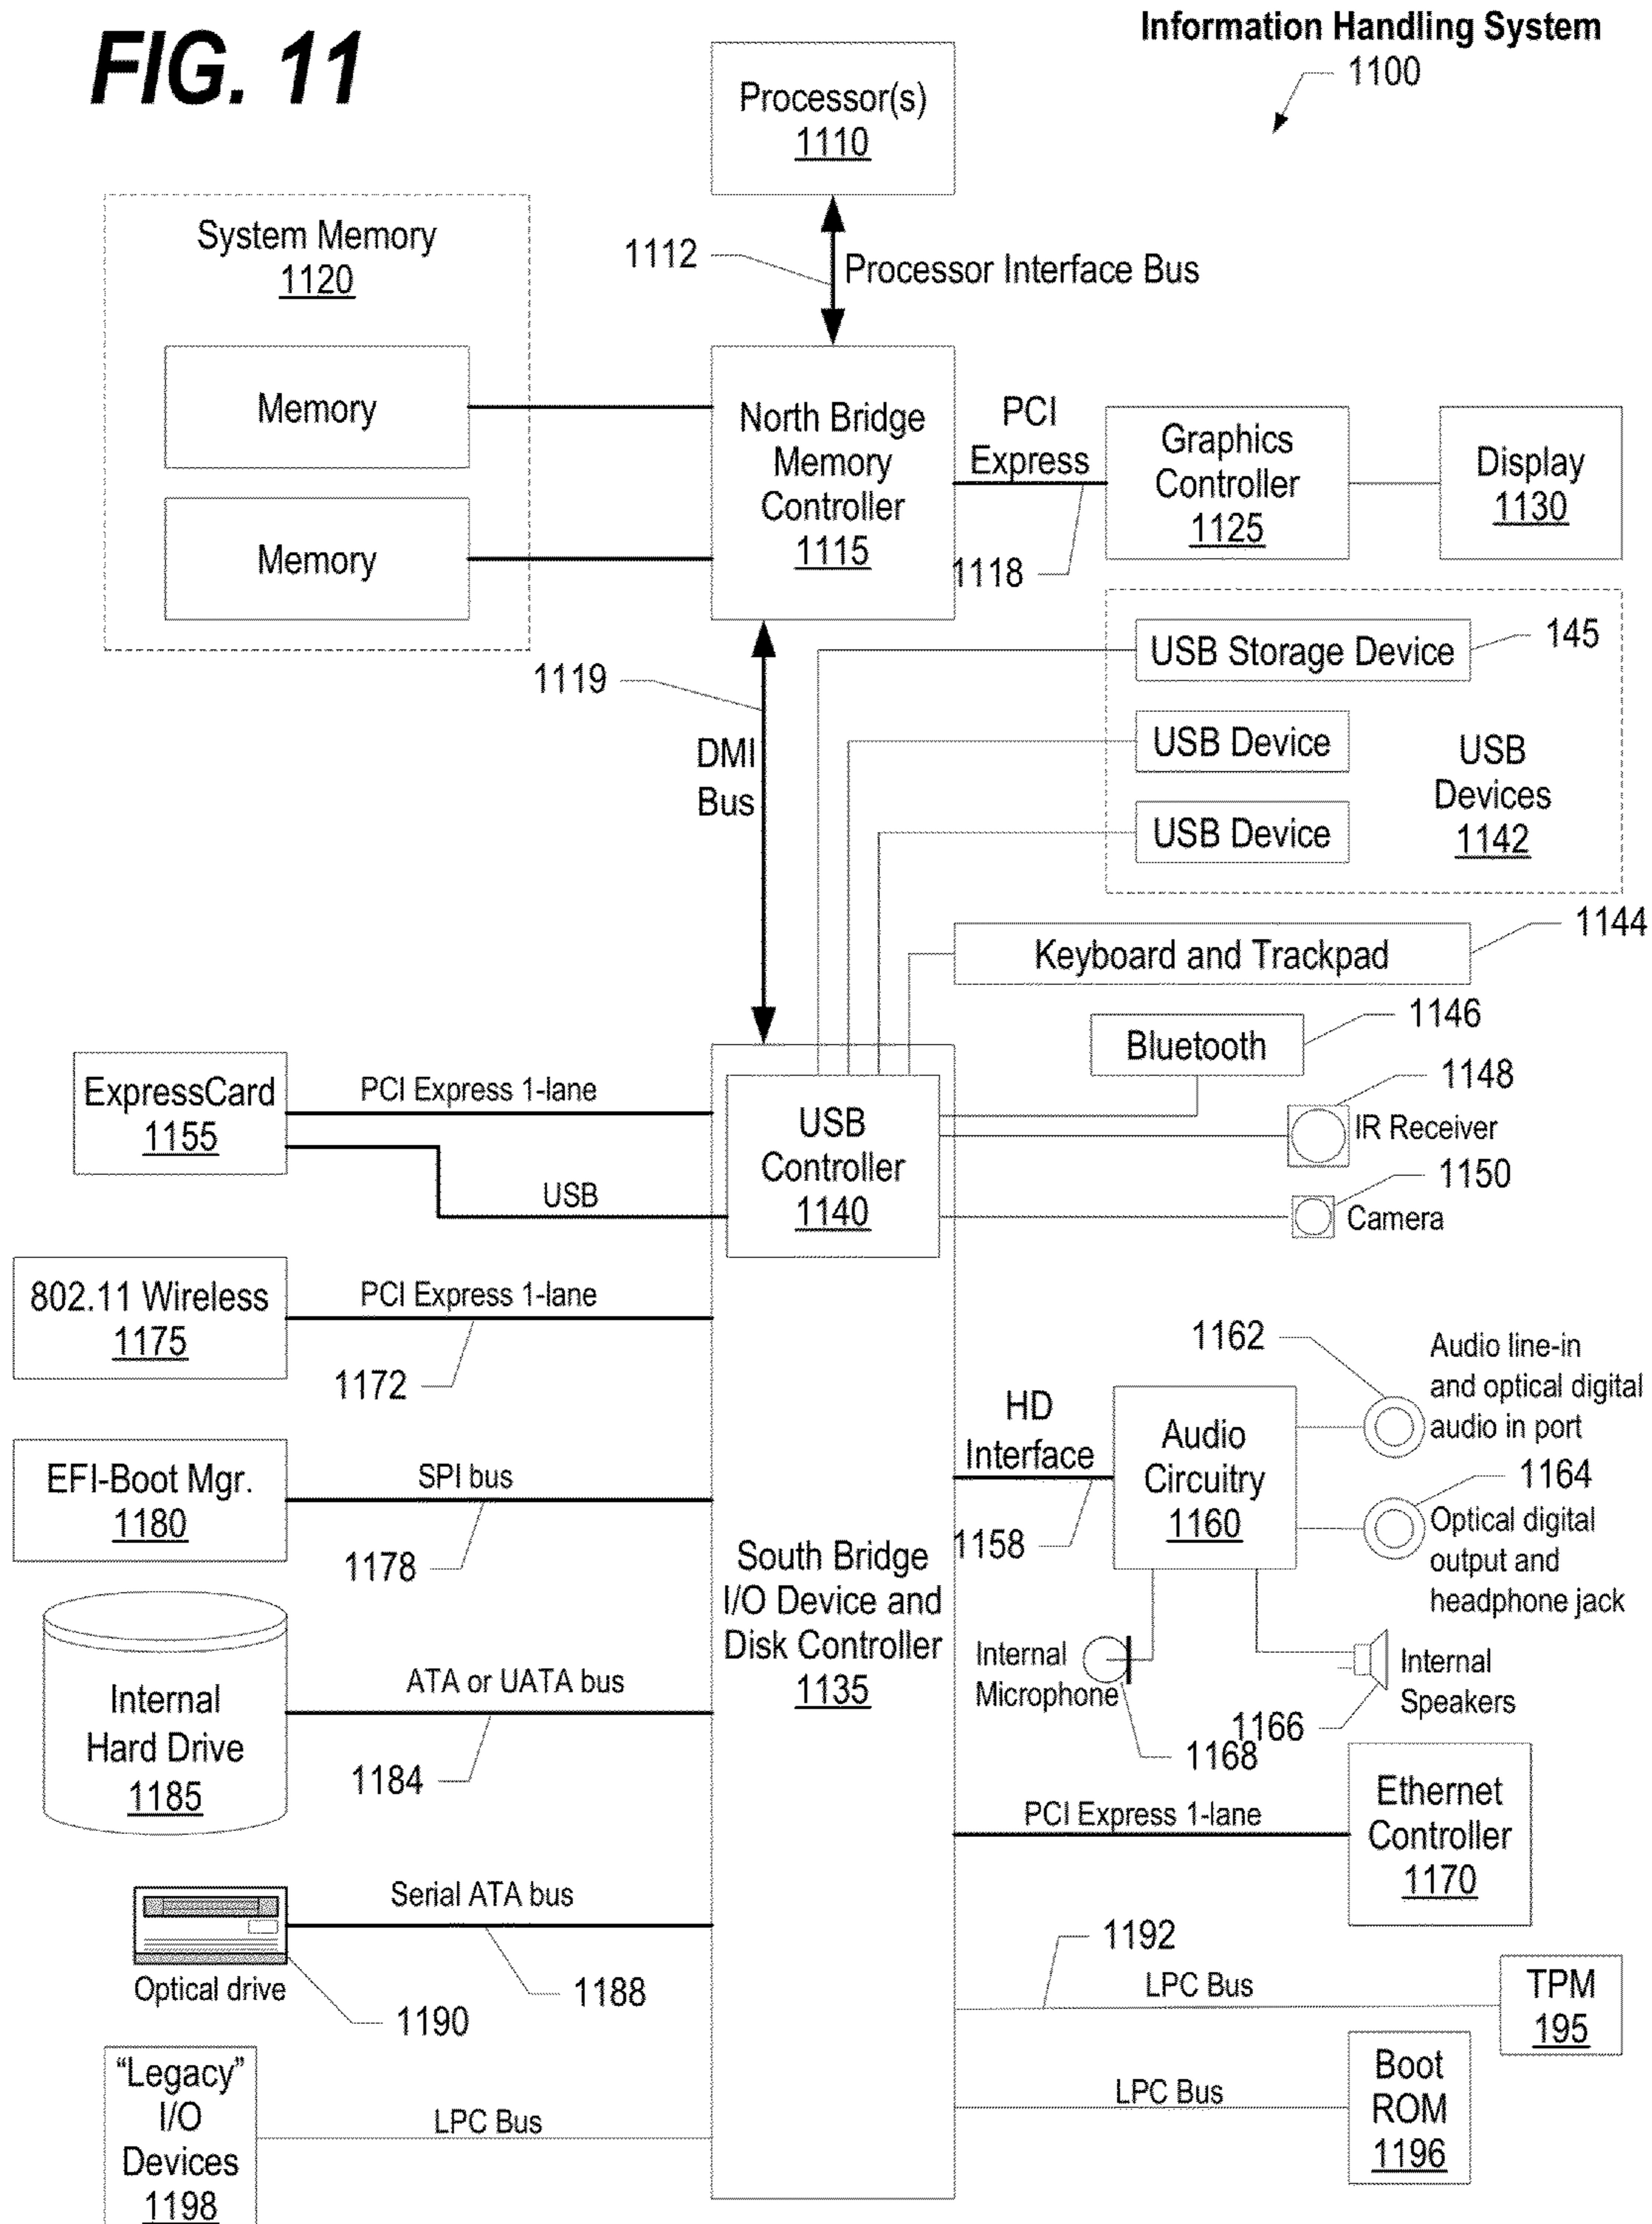 FIG. 11
Information Handling System
1100
Processor(s)
1110
System Memory
1120
1112
Processor Interface Bus
Memory
Memory
North Bridge
Memory
Controller
1115
PCI
Express
1118
Graphics
Controller
1125
Display
1130
1119
DMI
Bus
USB Storage Device
145
USB Device
USB Device
USB
Devices
1142
Keyboard and Trackpad
1144
Bluetooth
1146
1148
IR Receiver
1150
Camera
ExpressCard
1155
PCI Express 1-lane
USB
USB
Controller
1140
802.11 Wireless
1175
PCI Express 1-lane
1172
EFI-Boot Mgr.
1180
SPI bus
1178
South Bridge
I/O Device and
Disk Controller
1135
HD
Interface
1158
Audio
Circuitry
1160
1162
Audio line-in
and optical digital
audio in port
1164
Optical digital
output and
headphone jack
Internal
Microphone
1168
1166
Internal
Speakers
Internal
Hard Drive
1185
ATA or UATA bus
1184
PCI Express 1-lane
Ethernet
Controller
1170
Serial ATA bus
1188
Optical drive
1190
1192
LPC Bus
TPM
195
"Legacy"
I/O
Devices
1198
LPC Bus
LPC Bus
Boot
ROM
1196